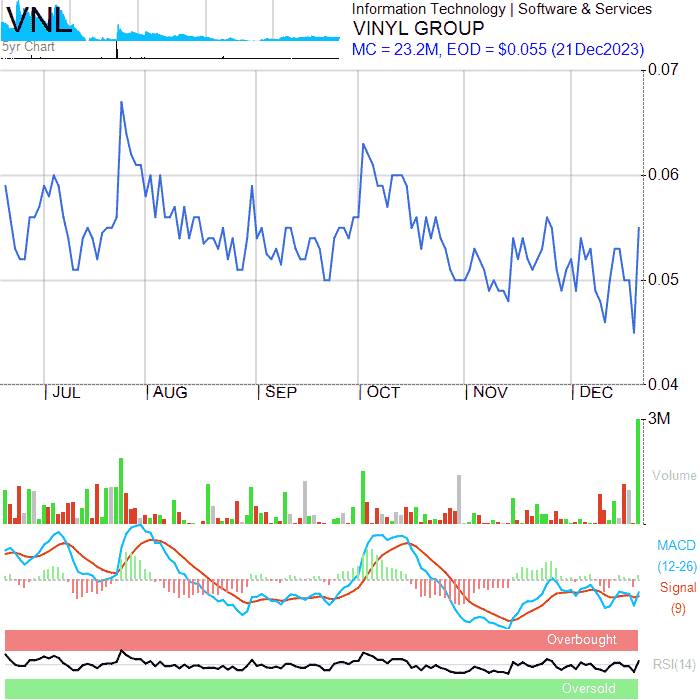 VNL
5yr Chart
Information Technology | Software & Services
VINYL GROUP
MC = 23.2M, EOD = $0.055 (21Dec2023)
0.07
0.06
0.05
0.04
JUL AUG SEP OCT NOV DEC
3M
Volume
MACD
(12-26)
Signal
(9)
Overbought
RSI(14)
Oversold